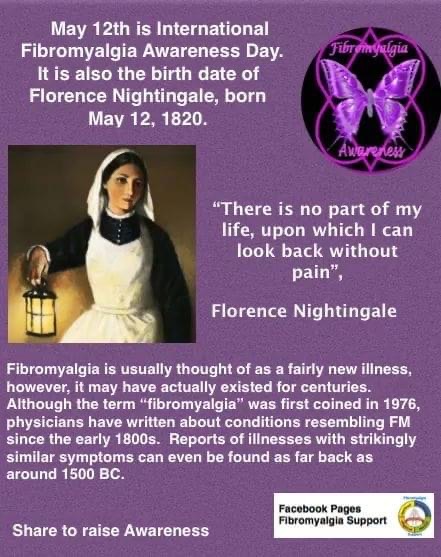 May 12th is International
Fibromyalgia Awareness Day.
It is also the birth date of
Florence Nightingale, born
May 12, 1820.
Fibromyalgia
Awareness
“There is no part of my
life, upon which I can
look back without
pain”,
Florence Nightingale
Fibromyalgia is usually thought of as a fairly new illness,
however, it may have actually existed for centuries.
Although the term “fibromyalgia” was first coined in 1976,
physicians have written about conditions resembling FM
since the early 1800s.  Reports of illnesses with strikingly
similar symptoms can even be found as far back as
around 1500 BC.
Facebook Pages
Fibromyalgia Support
Fibromyalgia
Support
Share to raise Awareness